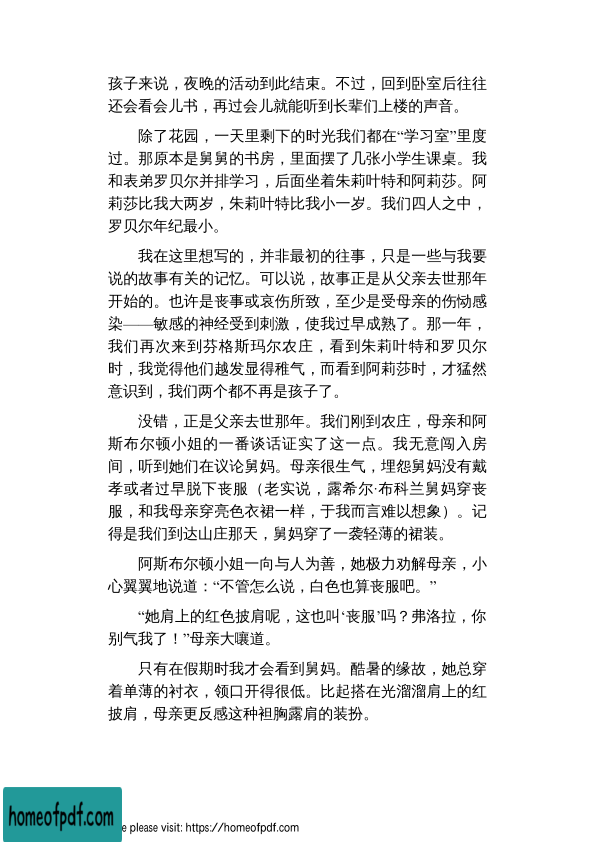 孩子来说，夜晚的活动到此结束。不过，回到卧室后往往
还会看会儿书，再过会儿就能听到长辈们上楼的声音。
除了花园，一天里剩下的时光我们都在“学习室”里度
过。那原本是舅舅的书房，里面摆了几张小学生课桌。我
和表弟罗贝尔并排学习，后面坐着朱莉叶特和阿莉莎。阿
莉莎比我大两岁，朱莉叶特比我小一岁。我们四人之中，
罗贝尔年纪最小。
我在这里想写的，并非最初的往事，只是一些与我要
说的故事有关的记忆。可以说，故事正是从父亲去世那年
开始的。也许是丧事或哀伤所致，至少是受母亲的伤恸感
染——敏感的神经受到刺激，使我过早成熟了。那一年，
我们再次来到芬格斯玛尔农庄，看到朱莉叶特和罗贝尔
时，我觉得他们越发显得稚气，而看到阿莉莎时，才猛然
意识到，我们两个都不再是孩子了。
没错，正是父亲去世那年。我们刚到农庄，母亲和阿
斯布尔顿小姐的一番谈话证实了这一点。我无意闯入房
间，听到她们在议论舅妈。母亲很生气，埋怨舅妈没有戴
孝或者过早脱下丧服（老实说，露希尔·布科兰舅妈穿丧
服，和我母亲穿亮色衣裙一样，于我而言难以想象）。记
得是我们到达山庄那天，舅妈穿了一袭轻薄的裙装。
阿斯布尔顿小姐一向与人为善，她极力劝解母亲，小
心翼翼地说道：“不管怎么说，白色也算丧服吧。”
“她肩上的红色披肩呢，这也叫‘丧服’吗？弗洛拉，你
别气我了！”母亲大嚷道。
只有在假期时我才会看到舅妈。酷暑的缘故，她总穿
着单薄的衬衣，领口开得很低。比起搭在光溜溜肩上的红
披肩，母亲更反感这种袒胸露肩的装扮。
homeofpdf.com
e please visit: https://homeofpdf.com